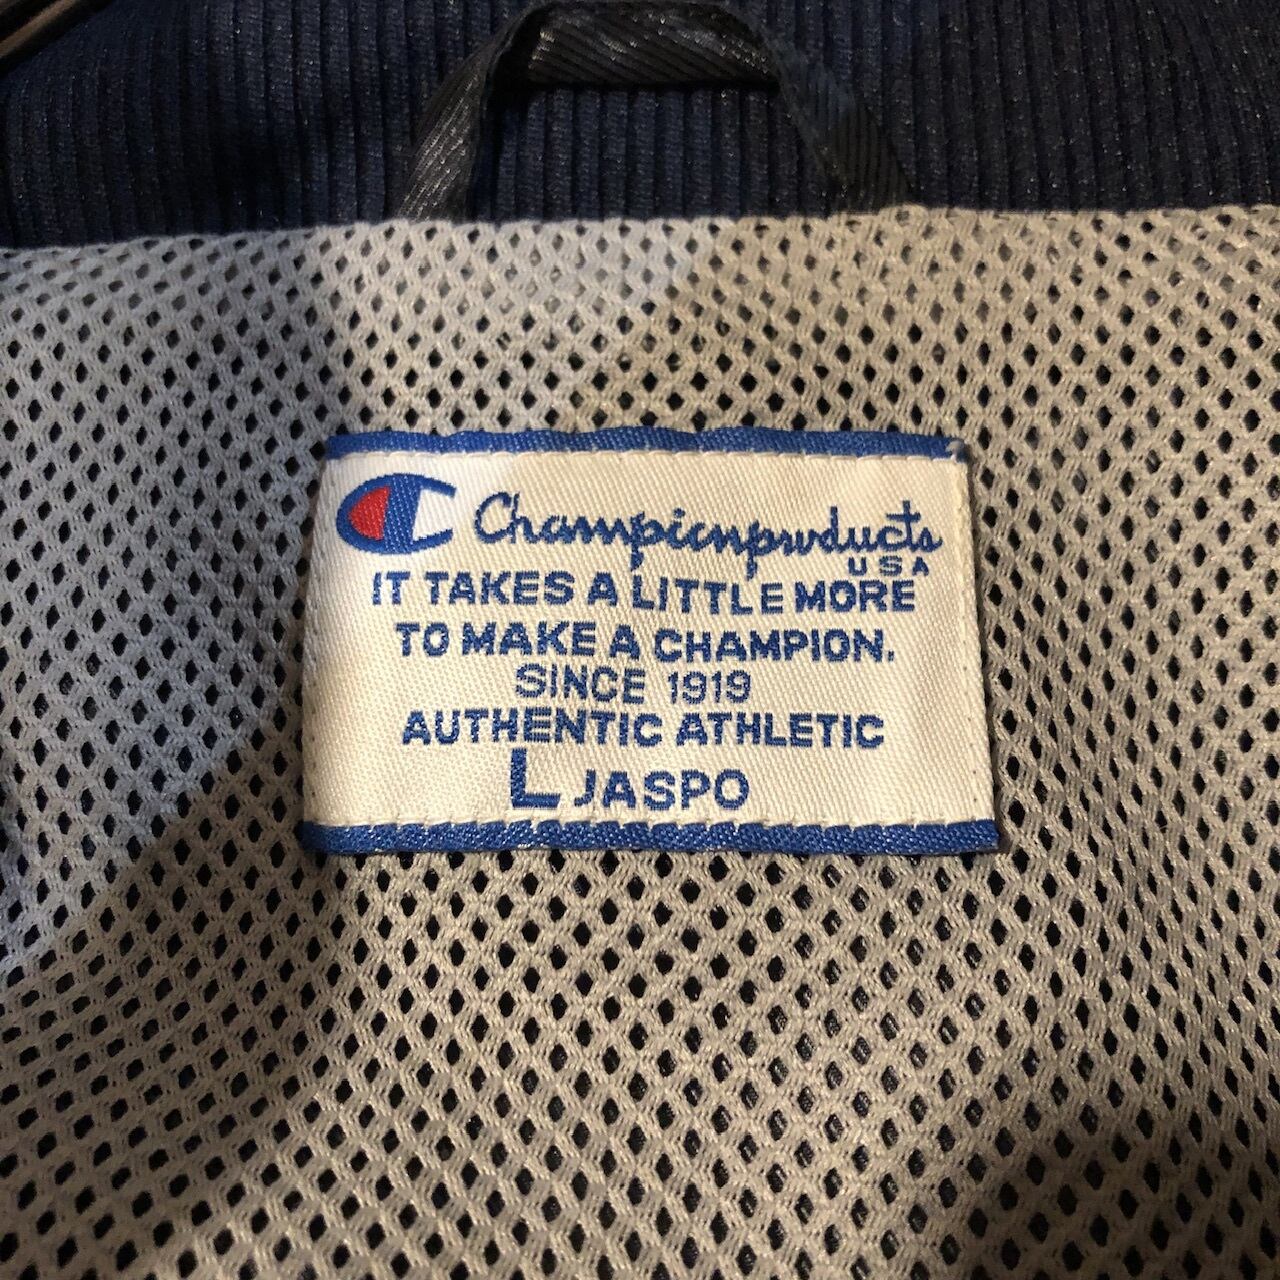 Championproducts
USA
IT TAKES A LITTLE MORE
TO MAKE A CHAMPION.
SINCE 1919
AUTHENTIC ATHLETIC
L JASPO